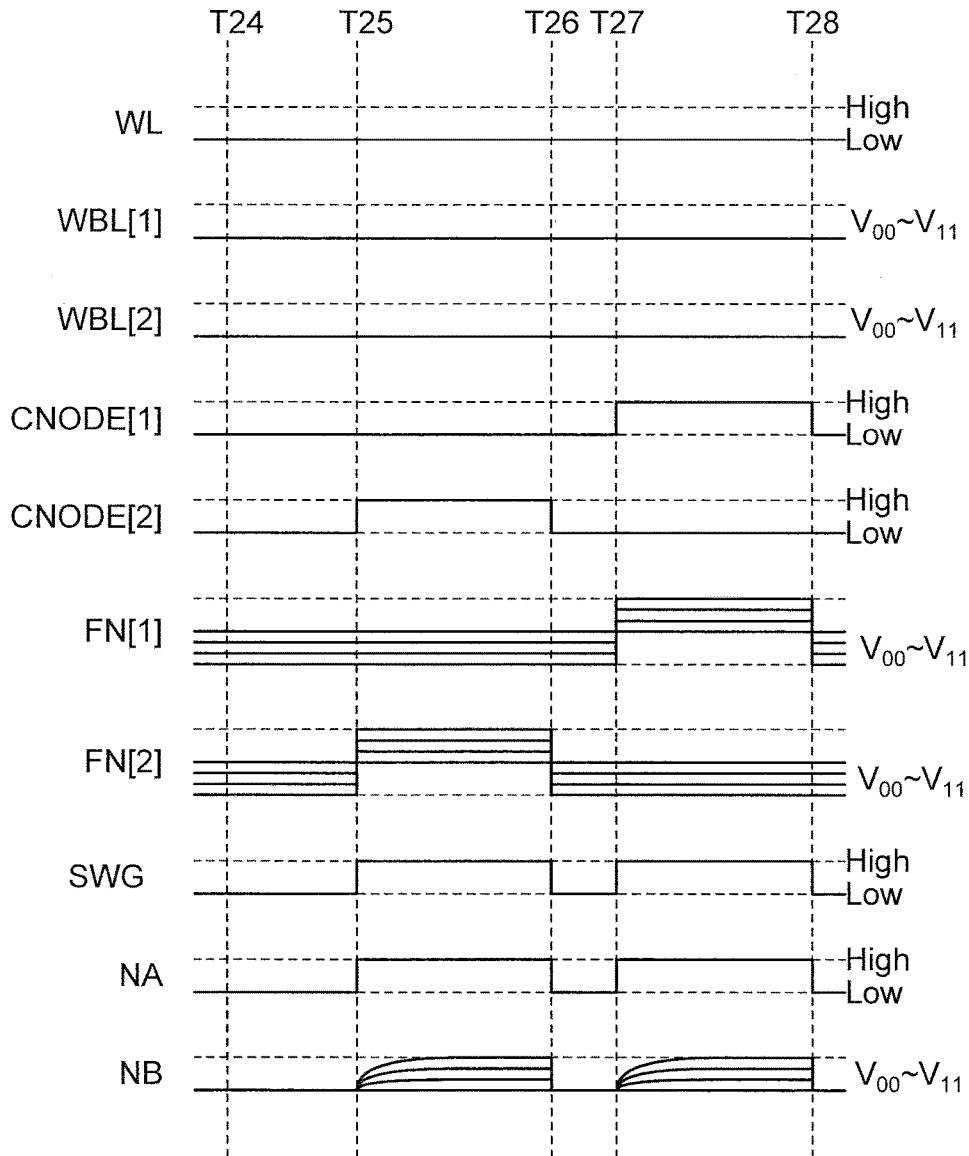 T24 T25 T26 T27 T28
WL High
Low
WBL[1] V00~V11
WBL[2] V00~V11
CNODE[1] High
Low
CNODE[2] High
Low
FN[1] V00~V11
FN[2] V00~V11
SWG High
Low
NA High
Low
NB V00~V11